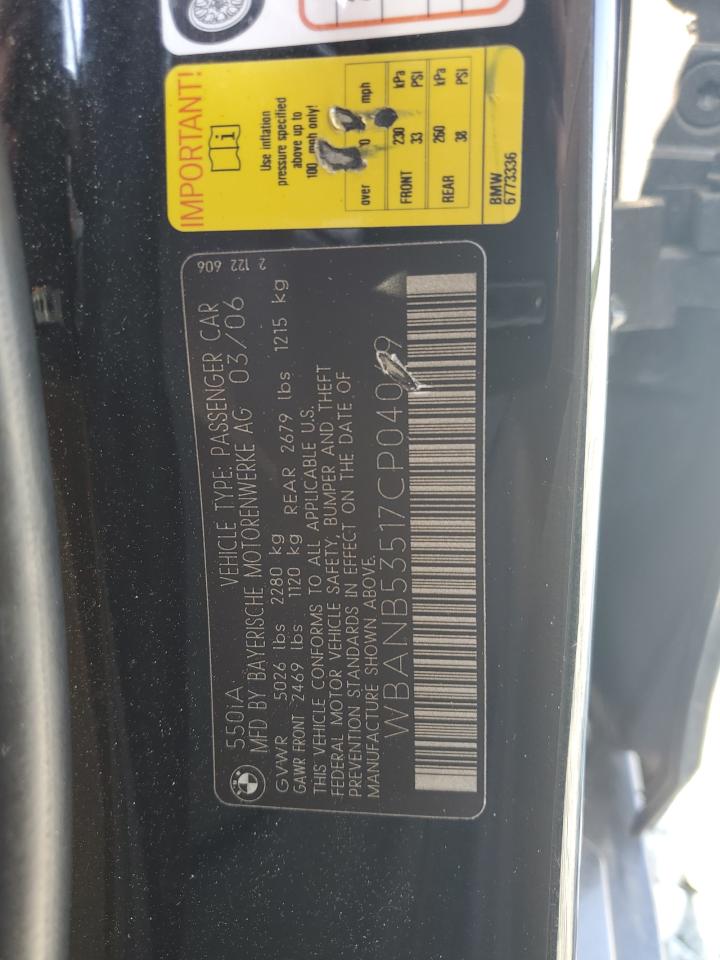 IMPORTANT!
Use inflation
pressure specified
above up to
100 mph only!
over mph
FRONT 230 kPa 33 PSI
REAR 260 kPa 38 PSI
BMW
6773336
2 122 606
550iA VEHICLE TYPE: PASSENGER CAR
MFD BY BAYERISCHE MOTORENWERKE AG 03/06
GVWR 5026 lbs 2280 kg
GAWR FRONT 2469 lbs 1120 kg REAR 2679 lbs 1215 kg
THIS VEHICLE CONFORMS TO ALL APPLICABLE U.S.
FEDERAL MOTOR VEHICLE SAFETY, BUMPER AND THEFT
PREVENTION STANDARDS IN EFFECT ON THE DATE OF
MANUFACTURE SHOWN ABOVE.